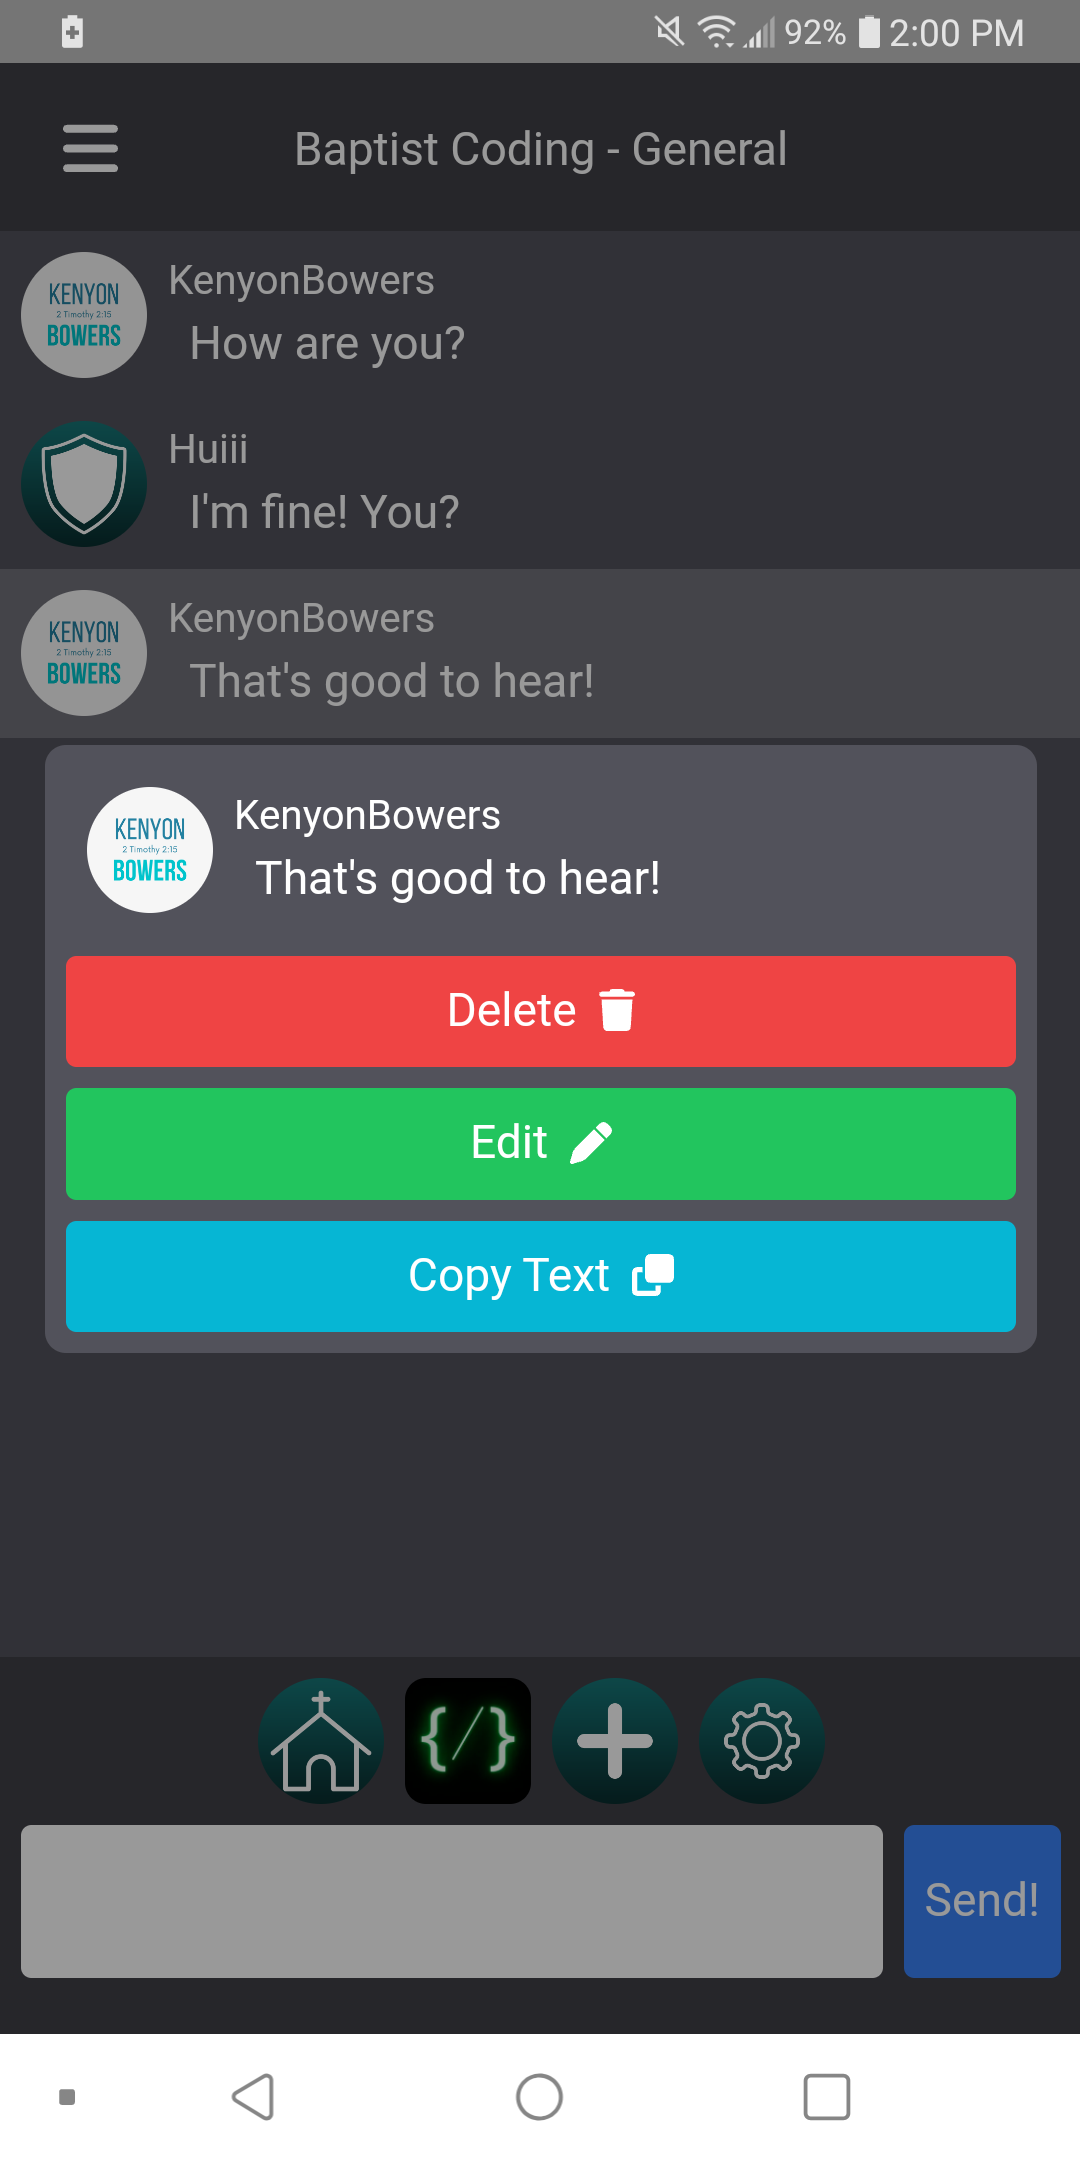 92% 2:00 PM
Baptist Coding - General
KENYON
2 Timothy 2:15
BOWERS
KenyonBowers
How are you?
Huiii
I'm fine! You?
KENYON
2 Timothy 2:15
BOWERS
KenyonBowers
That's good to hear!
KENYON
2 Timothy 2:15
BOWERS
KenyonBowers
That's good to hear!
Delete
Edit
Copy Text
{/}
Send!